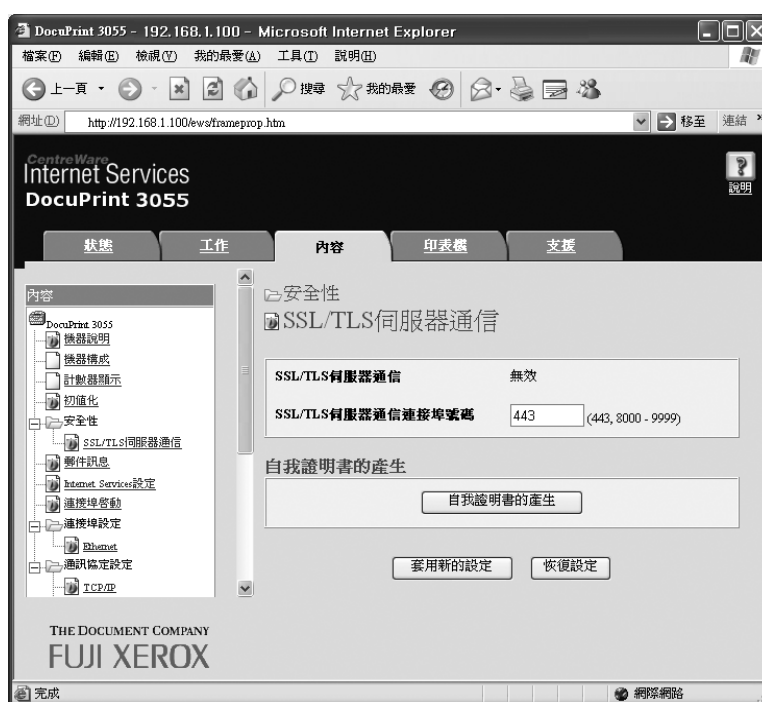 DocuPrint 3055 - 192.168.1.100 - Microsoft Internet Explorer
檔案(F) 編輯(E) 檢視(V) 我的最愛(A) 工具(T) 說明(H)
上一頁 搜尋 我的最愛
網址(D) http://192.168.1.100/ews/frameprop.htm 移至 連結 »
CentreWare
Internet Services
DocuPrint 3055
說明
狀態 工作 內容 印表機 支援
內容
DocuPrint 3055
機器說明
機器構成
計數器顯示
初值化
安全性
SSL/TLS伺服器通信
郵件訊息
Internet Services設定
連接埠啓動
連接埠設定
Ethernet
通訊協定設定
TCP/IP
安全性
SSL/TLS伺服器通信
SSL/TLS伺服器通信 無效
SSL/TLS伺服器通信連接埠號碼 443 (443, 8000 - 9999)
自我證明書的產生
自我證明書的產生
套用新的設定 恢復設定
THE DOCUMENT COMPANY
FUJI XEROX
完成 網際網路